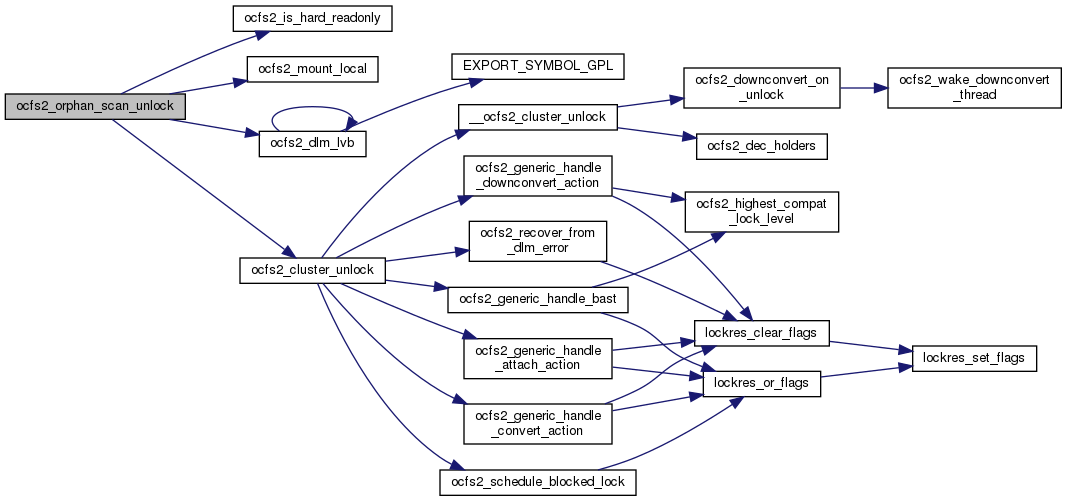 ocfs2_orphan_scan_unlock
ocfs2_is_hard_readonly
ocfs2_mount_local
ocfs2_dlm_lvb
ocfs2_cluster_unlock
EXPORT_SYMBOL_GPL
__ocfs2_cluster_unlock
ocfs2_generic_handle
_downconvert_action
ocfs2_recover_from
_dlm_error
ocfs2_generic_handle_bast
ocfs2_generic_handle
_attach_action
ocfs2_generic_handle
_convert_action
ocfs2_schedule_blocked_lock
ocfs2_downconvert_on
_unlock
ocfs2_dec_holders
ocfs2_highest_compat
_lock_level
lockres_clear_flags
lockres_or_flags
ocfs2_wake_downconvert
_thread
lockres_set_flags